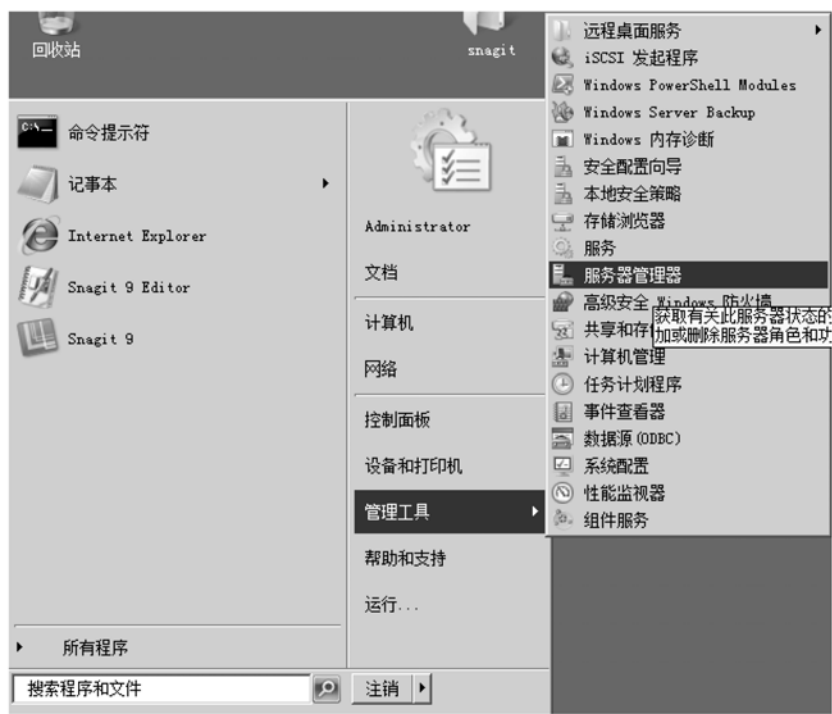 回收站
snagit
命令提示符
记事本
Internet Explorer
Snagit 9 Editor
Snagit 9
所有程序
搜索程序和文件
Administrator
文档
计算机
网络
控制面板
设备和打印机
管理工具
帮助和支持
运行...
注销
远程桌面服务
iSCSI 发起程序
Windows PowerShell Modules
Windows Server Backup
Windows 内存诊断
安全配置向导
本地安全策略
存储浏览器
服务
服务器管理器
高级安全 Windows 防火墙
获取有关此服务器状态的
共享和存
加或删除服务器角色和功
计算机管理
任务计划程序
事件查看器
数据源(ODBC)
系统配置
性能监视器
组件服务